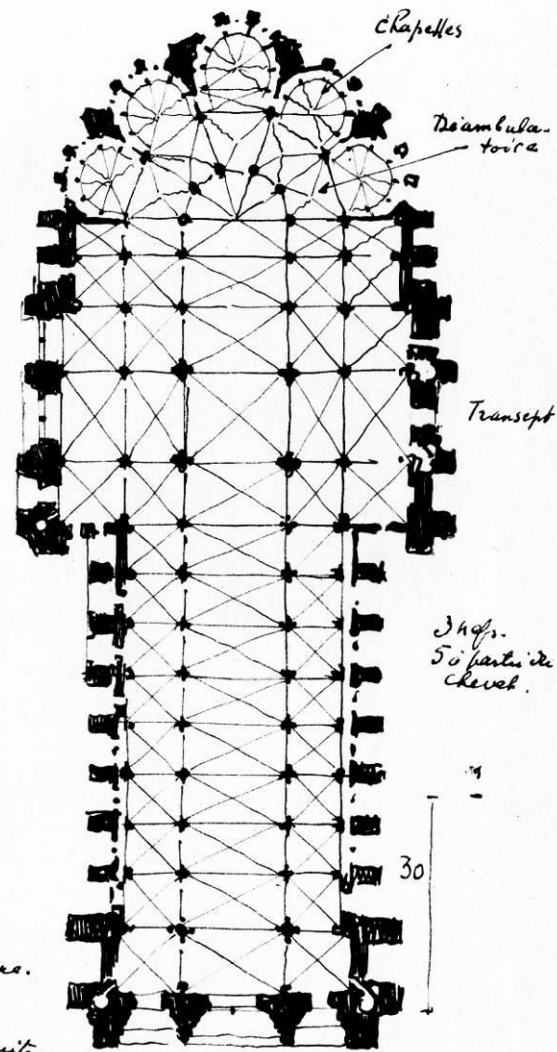 Chapelles
Déambula-
toire
Transept
3 nefs.
5 à partir du
chevet.
30